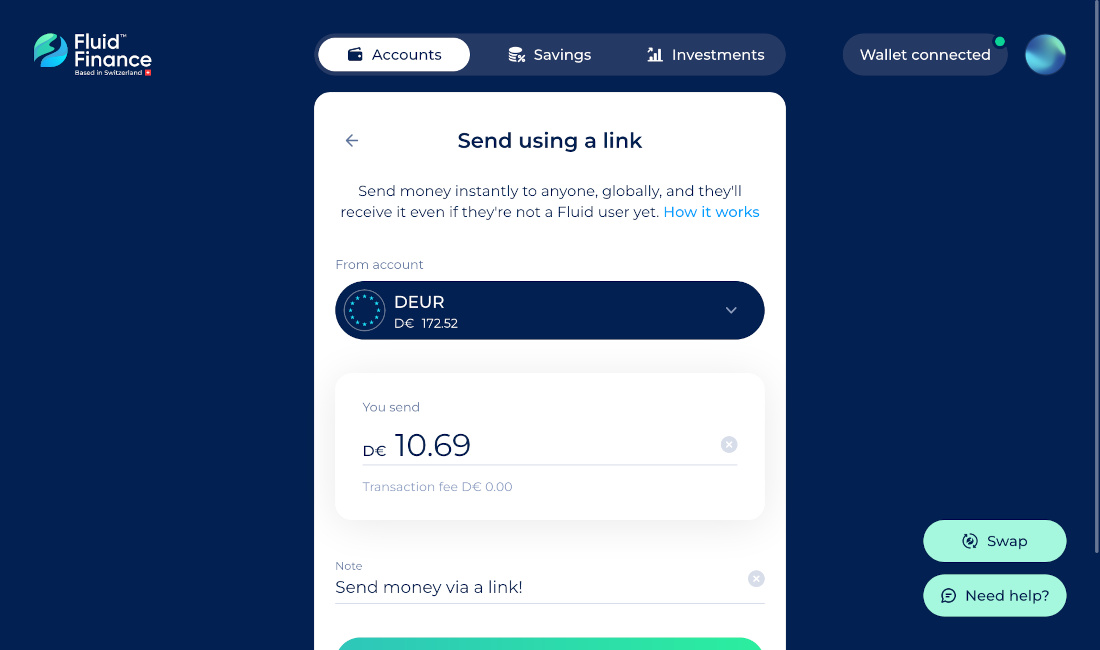 Fluid™
Finance
Based in Switzerland
Accounts
Savings
Investments
Wallet connected
Send using a link
Send money instantly to anyone, globally, and they'll
receive it even if they're not a Fluid user yet. How it works
From account
DEUR
D€ 172.52
You send
D€ 10.69
Transaction fee D€ 0.00
Note
Send money via a link!
Swap
Need help?